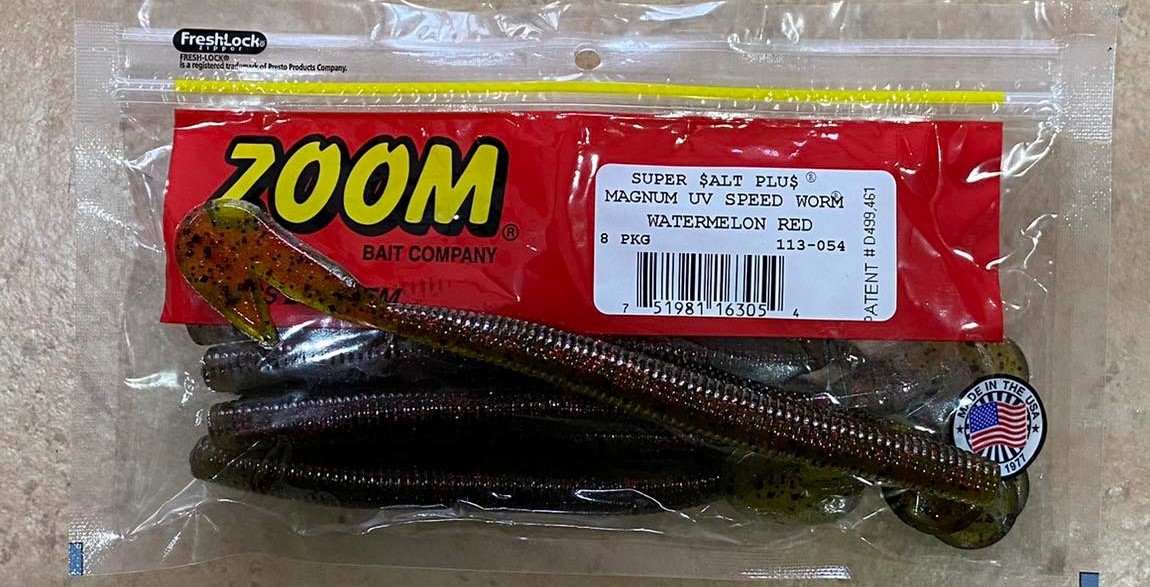 FreshLock®
zipper
FRESH-LOCK®
is a registered trademark of Presto Products Company.
ZOOM®
BAIT COMPANY
SUPER $ALT PLU$®
MAGNUM UV SPEED WORM®
WATERMELON RED
8 PKG 113-054
7 51981 16305 4
PATENT # D499,461
MADE IN THE USA
1977